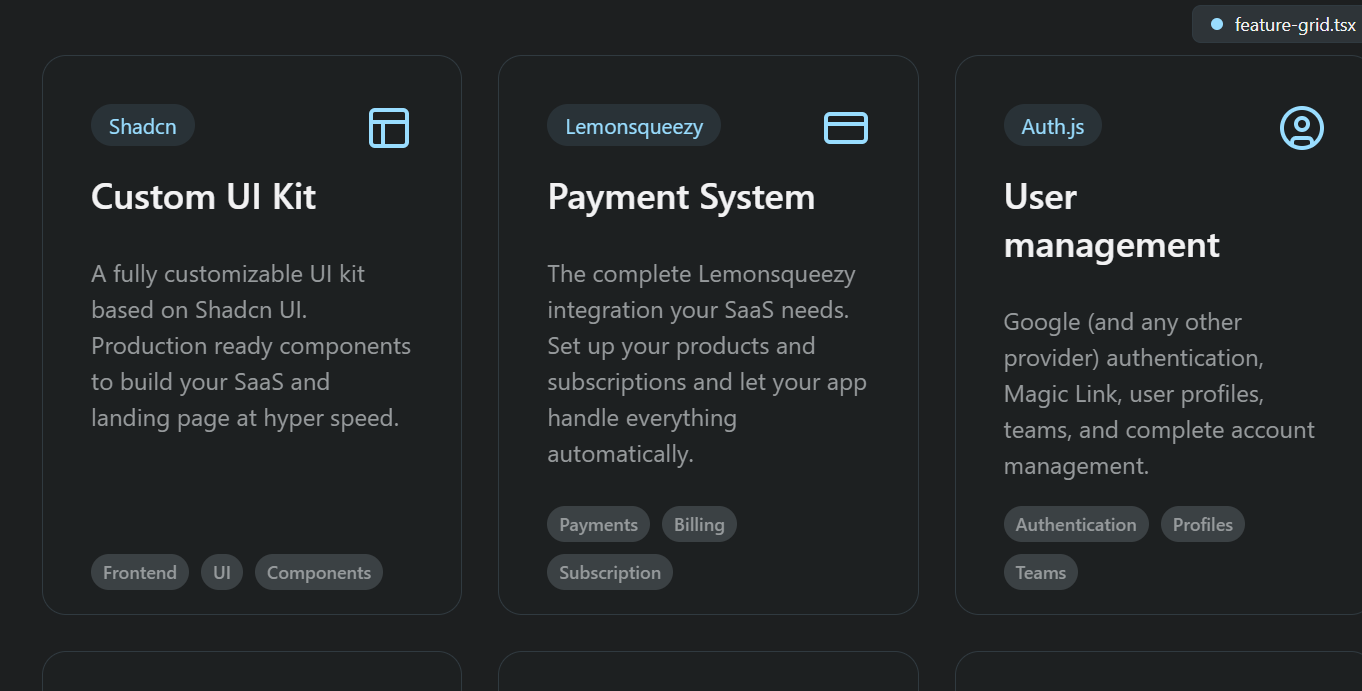 feature-grid.tsx
Shadcn
Custom UI Kit
A fully customizable UI kit
based on Shadcn UI.
Production ready components
to build your SaaS and
landing page at hyper speed.
Frontend
UI
Components
Lemonsqueezy
Payment System
The complete Lemonsqueezy
integration your SaaS needs.
Set up your products and
subscriptions and let your app
handle everything
automatically.
Payments
Billing
Subscription
Auth.js
User
management
Google (and any other
provider) authentication,
Magic Link, user profiles,
teams, and complete account
management.
Authentication
Profiles
Teams